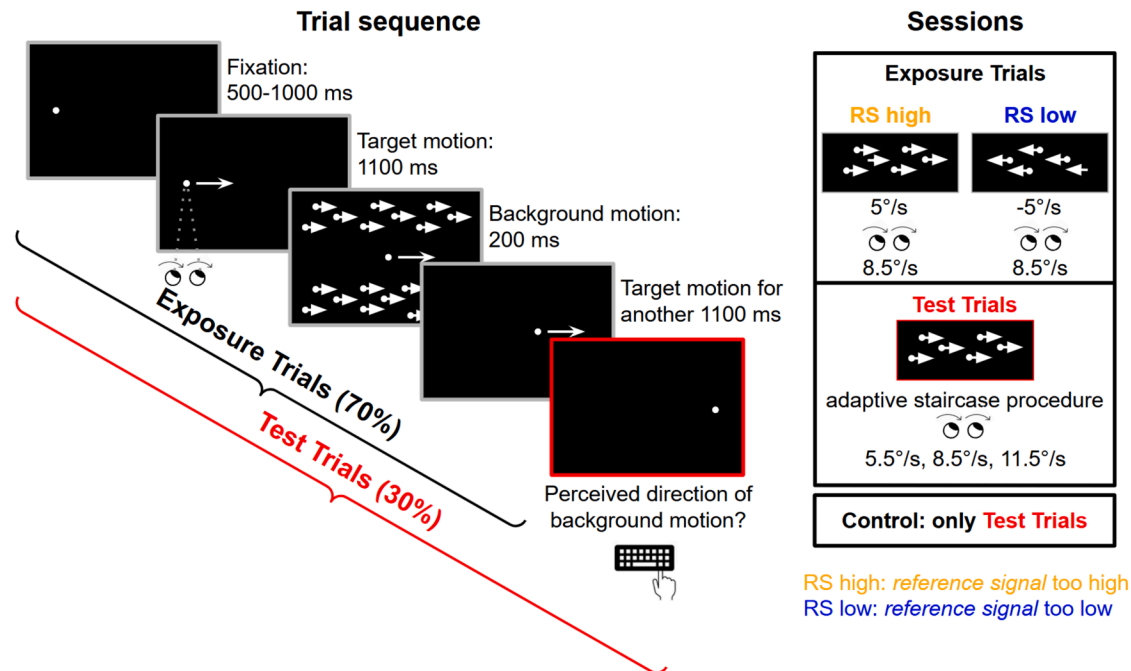 Trial sequence
Fixation:
500-1000 ms
Target motion:
1100 ms
Background motion:
200 ms
Target motion for
another 1100 ms
Exposure Trials (70%)
Test Trials (30%)
Perceived direction of
background motion?
Sessions
Exposure Trials
RS high
RS low
5°/s
-5°/s
8.5°/s
8.5°/s
Test Trials
adaptive staircase procedure
5.5°/s, 8.5°/s, 11.5°/s
Control: only Test Trials
RS high: reference signal too high
RS low: reference signal too low